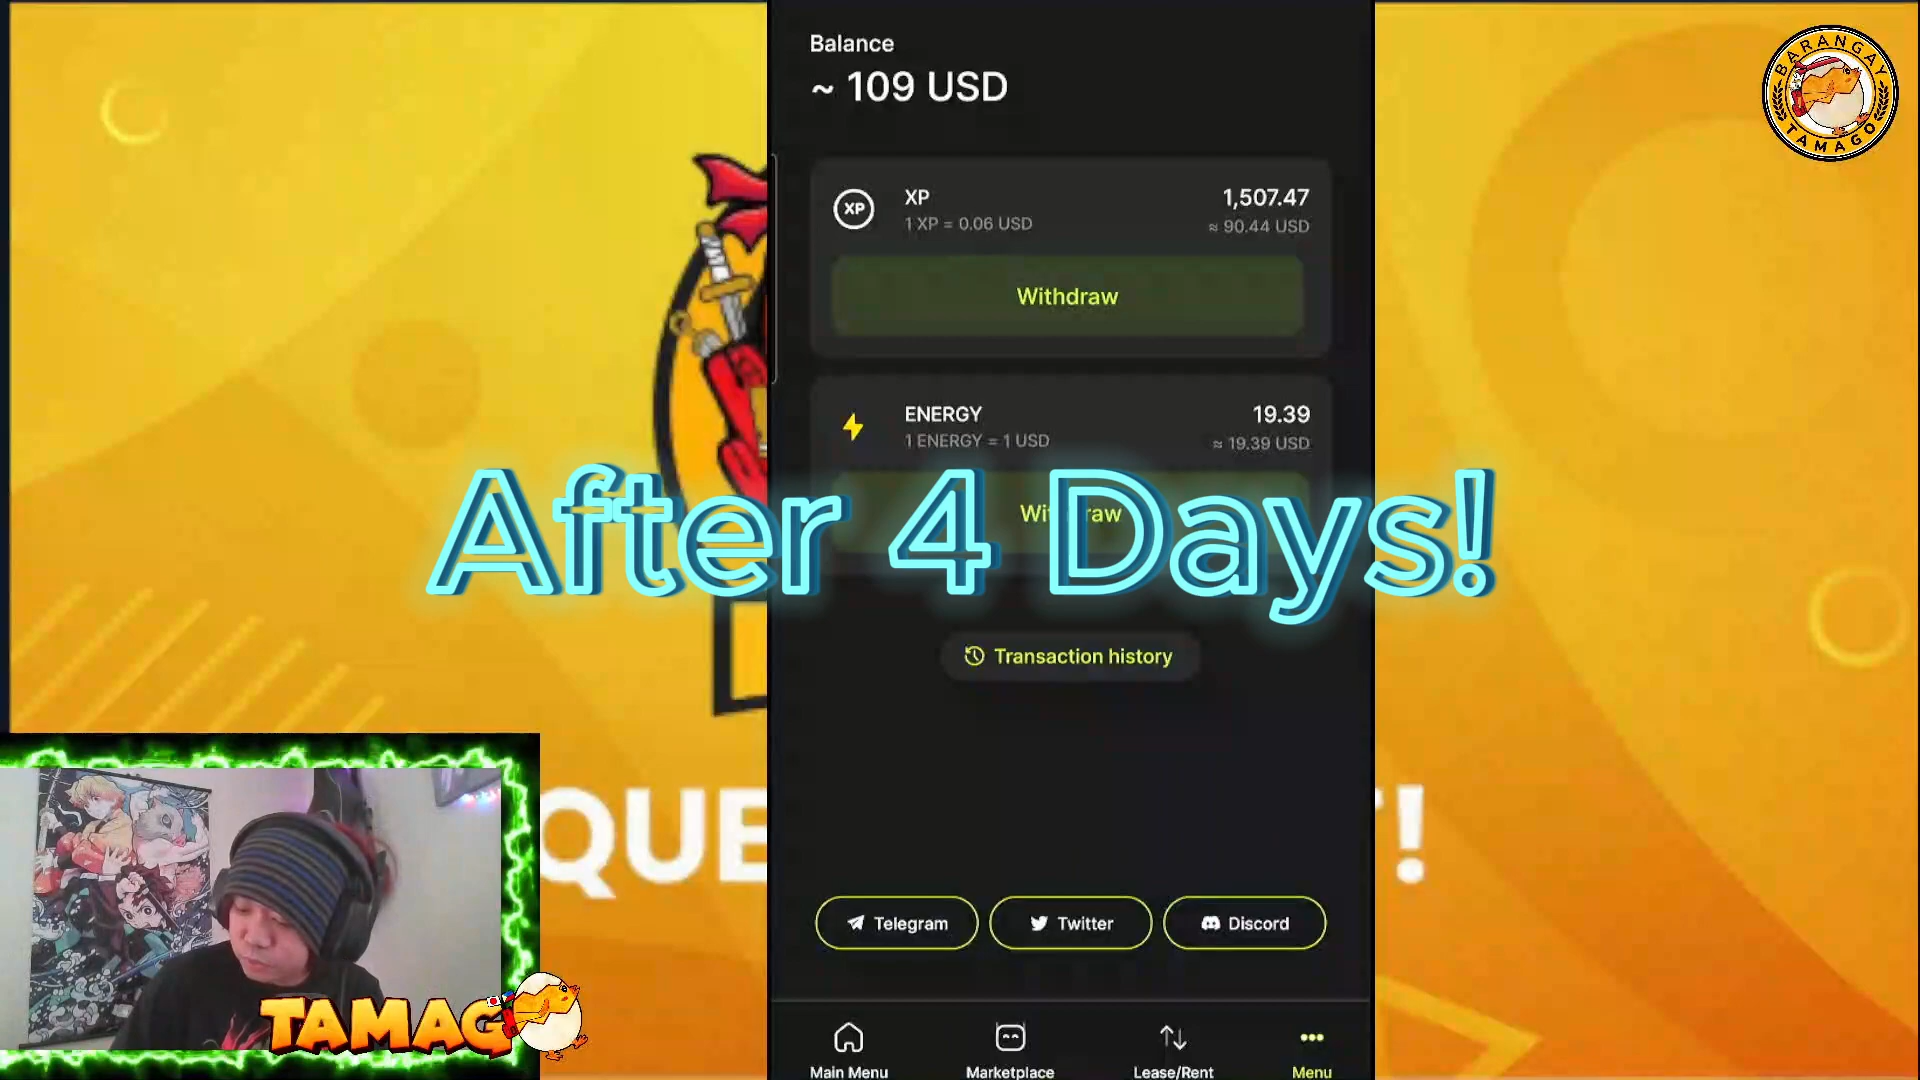 Balance
~ 109 USD
BARANGAY
TAMAGO
XP
XP
1,507.47
1 XP = 0.06 USD
≈ 90.44 USD
Withdraw
ENERGY
19.39
1 ENERGY = 1 USD
≈ 19.39 USD
After 4 Days!
Transaction history
QUE
!
Telegram
Twitter
Discord
TAMAGO
Main Menu
Marketplace
Lease/Rent
Menu